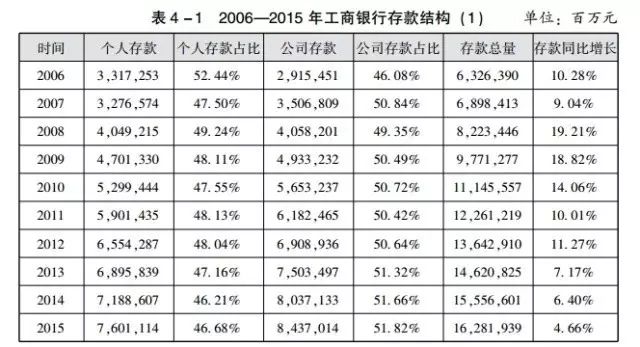 表4-1 2006—2015年工商银行存款结构(1) 单位:百万元
时间 个人存款 个人存款占比 公司存款 公司存款占比 存款总量 存款同比增长
2006 3,317,253 52.44% 2,915,451 46.08% 6,326,390 10.28%
2007 3,276,574 47.50% 3,506,809 50.84% 6,898,413 9.04%
2008 4,049,215 49.24% 4,058,201 49.35% 8,223,446 19.21%
2009 4,701,330 48.11% 4,933,232 50.49% 9,771,277 18.82%
2010 5,299,444 47.55% 5,653,237 50.72% 11,145,557 14.06%
2011 5,901,435 48.13% 6,182,465 50.42% 12,261,219 10.01%
2012 6,554,287 48.04% 6,908,936 50.64% 13,642,910 11.27%
2013 6,895,839 47.16% 7,503,497 51.32% 14,620,825 7.17%
2014 7,188,607 46.21% 8,037,133 51.66% 15,556,601 6.40%
2015 7,601,114 46.68% 8,437,014 51.82% 16,281,939 4.66%